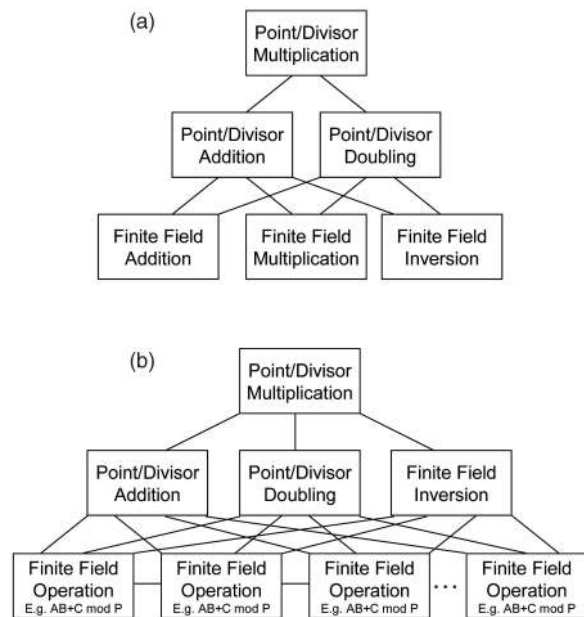 (a)
Point/Divisor
Multiplication
Point/Divisor
Addition
Point/Divisor
Doubling
Finite Field
Addition
Finite Field
Multiplication
Finite Field
Inversion
(b)
Point/Divisor
Multiplication
Point/Divisor
Addition
Point/Divisor
Doubling
Finite Field
Inversion
Finite Field
Operation
E.g. AB+C mod P
Finite Field
Operation
E.g. AB+C mod P
Finite Field
Operation
E.g. AB+C mod P
...
Finite Field
Operation
E.g. AB+C mod P